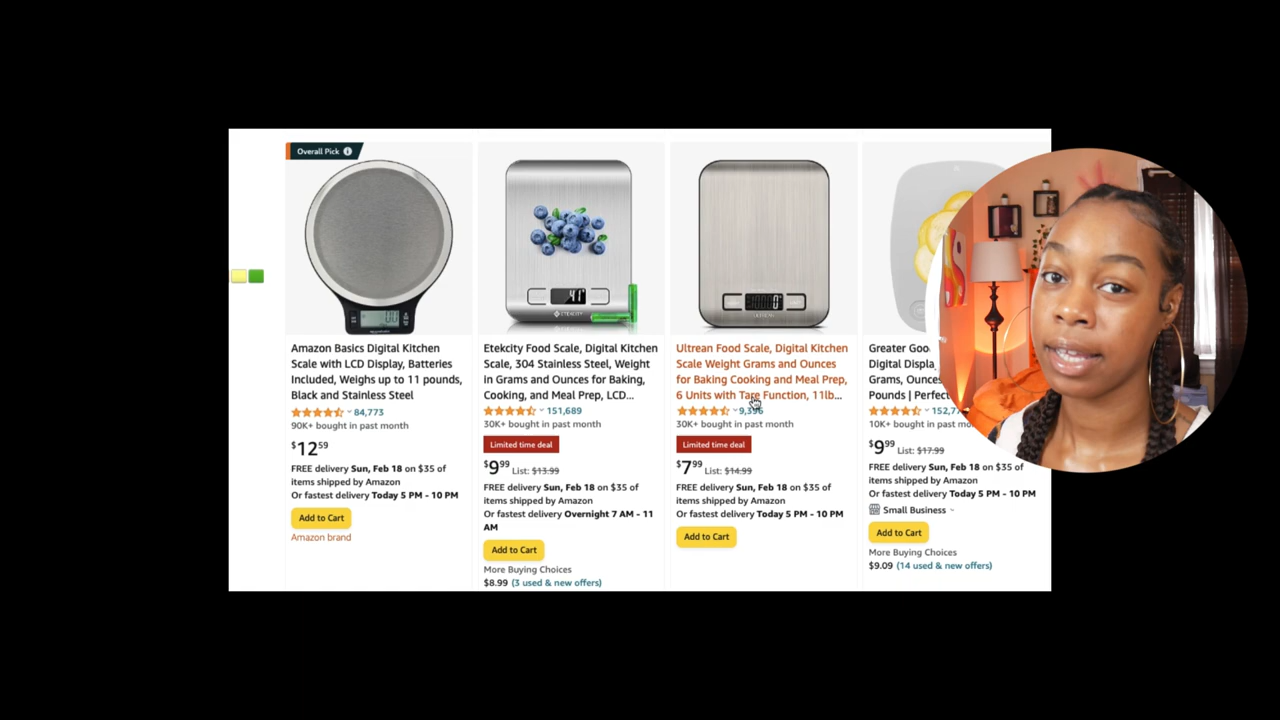 Overall Pick
Amazon Basics Digital Kitchen
Scale with LCD Display, Batteries
Included, Weighs up to 11 pounds,
Black and Stainless Steel
84,773
90K+ bought in past month
$12 59
FREE delivery Sun, Feb 18 on $35 of
items shipped by Amazon
Or fastest delivery Today 5 PM - 10 PM
Add to Cart
Amazon brand
41
ETEKCITY
Etekcity Food Scale, Digital Kitchen
Scale, 304 Stainless Steel, Weight
in Grams and Ounces for Baking,
Cooking, and Meal Prep, LCD...
151,689
30K+ bought in past month
Limited time deal
$9 99 List: $13.99
FREE delivery Sun, Feb 18 on $35 of
items shipped by Amazon
Or fastest delivery Overnight 7 AM - 11
AM
Add to Cart
More Buying Choices
$8.99 (3 used & new offers)
ULTREAN
Ultrean Food Scale, Digital Kitchen
Scale Weight Grams and Ounces
for Baking Cooking and Meal Prep,
6 Units with Tare Function, 11lb...
9,396
30K+ bought in past month
Limited time deal
$7 99 List: $14.99
FREE delivery Sun, Feb 18 on $35 of
items shipped by Amazon
Or fastest delivery Today 5 PM - 10 PM
Add to Cart
Greater Goo
Digital Displa
Grams, Ounces
Pounds | Perfect
152,77
10K+ bought in past mo
$9 99 List: $17.99
FREE delivery Sun, Feb 18 on $35 of
items shipped by Amazon
Or fastest delivery Today 5 PM - 10 PM
Small Business
Add to Cart
More Buying Choices
$9.09 (14 used & new offers)